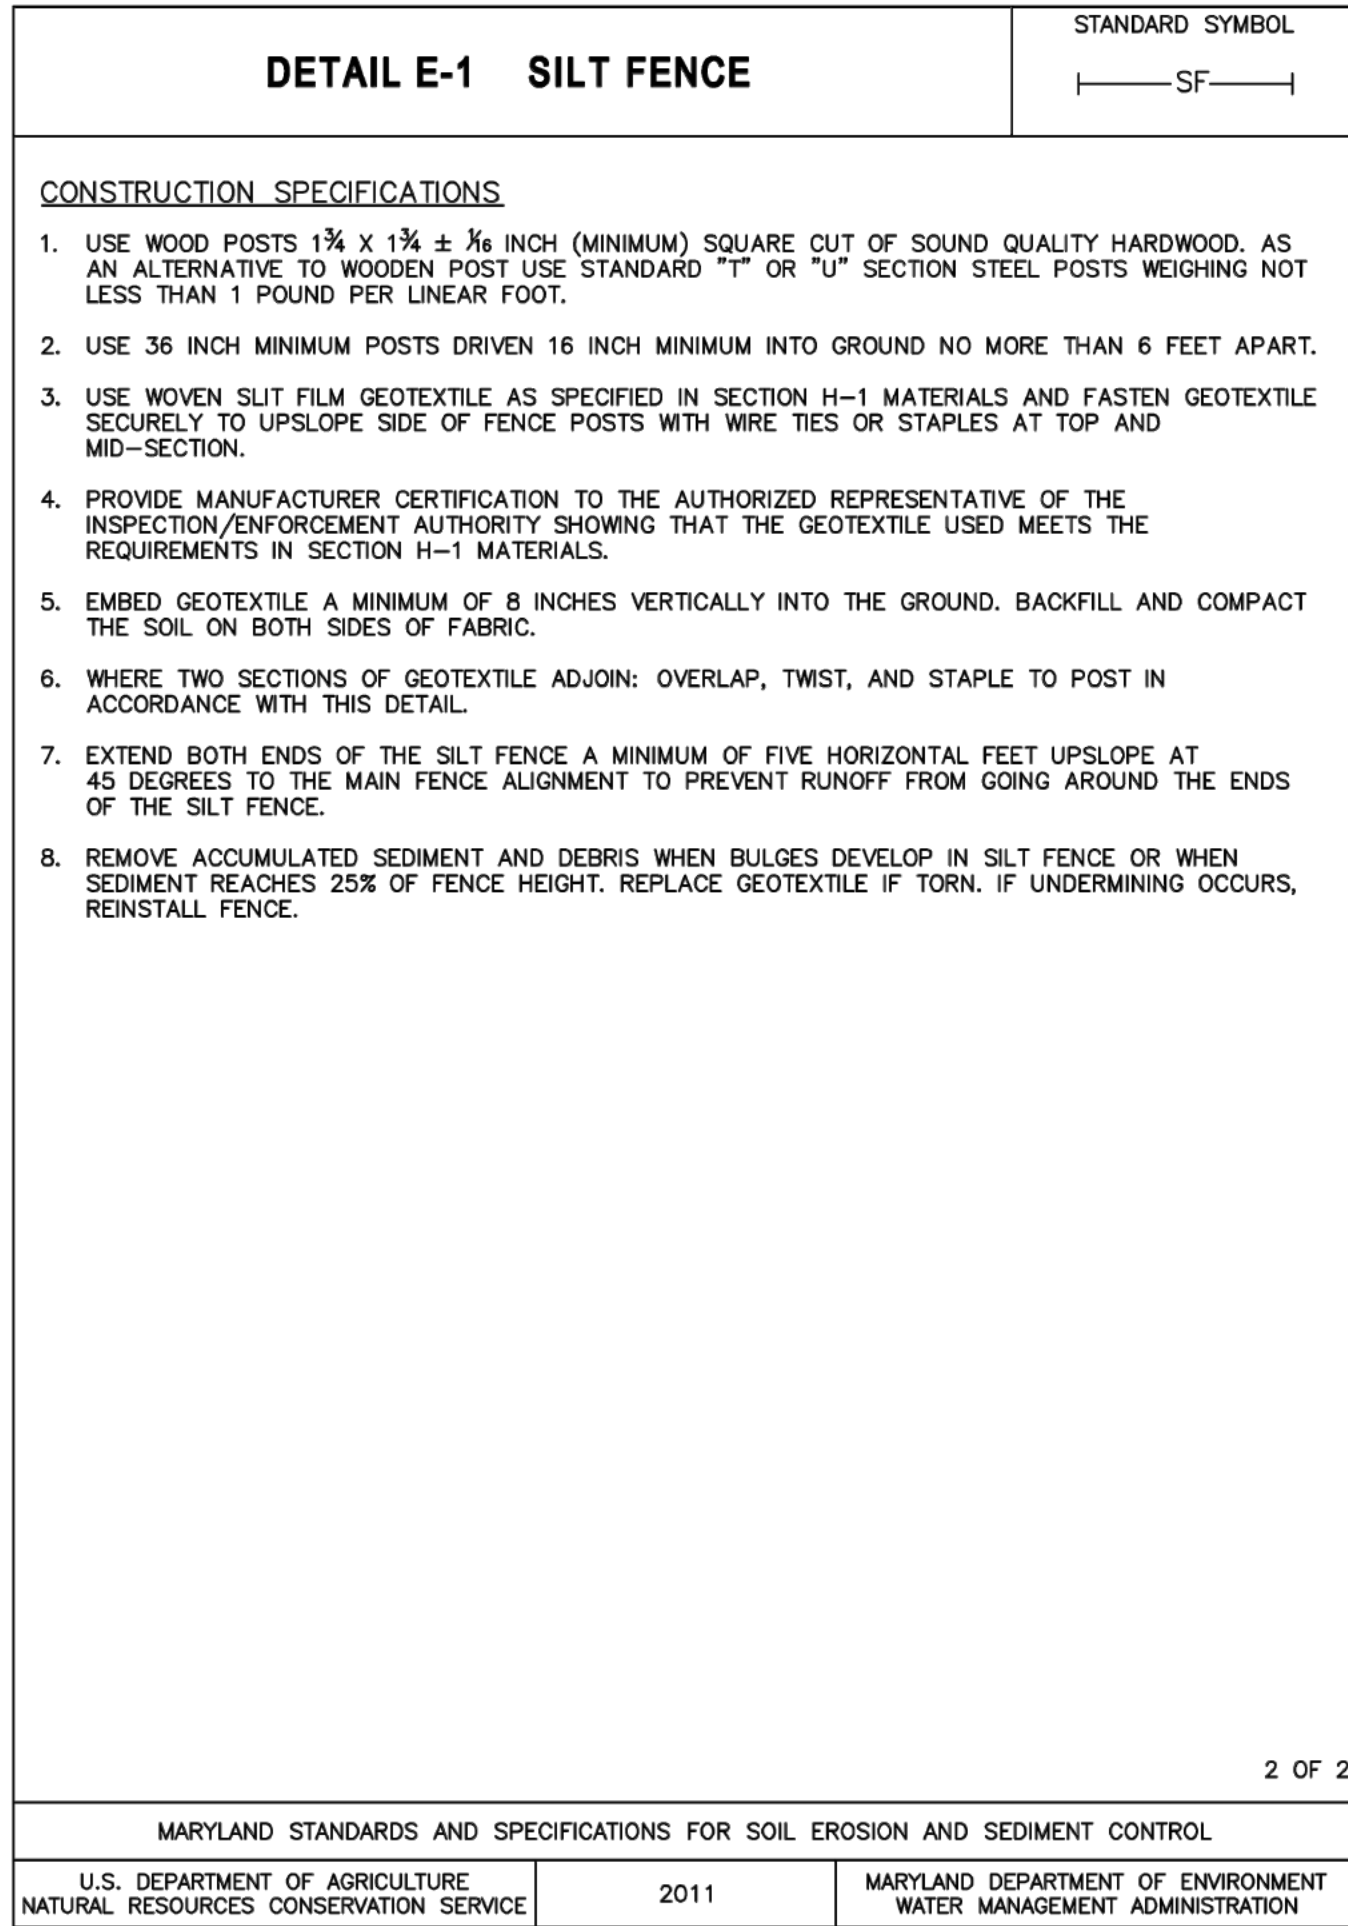 DETAIL E-1 SILT FENCE
STANDARD SYMBOL
SF
CONSTRUCTION SPECIFICATIONS
1. USE WOOD POSTS 1¾ X 1¾ ± 1⁄16 INCH (MINIMUM) SQUARE CUT OF SOUND QUALITY HARDWOOD. AS
AN ALTERNATIVE TO WOODEN POST USE STANDARD "T" OR "U" SECTION STEEL POSTS WEIGHING NOT
LESS THAN 1 POUND PER LINEAR FOOT.
2. USE 36 INCH MINIMUM POSTS DRIVEN 16 INCH MINIMUM INTO GROUND NO MORE THAN 6 FEET APART.
3. USE WOVEN SLIT FILM GEOTEXTILE AS SPECIFIED IN SECTION H-1 MATERIALS AND FASTEN GEOTEXTILE
SECURELY TO UPSLOPE SIDE OF FENCE POSTS WITH WIRE TIES OR STAPLES AT TOP AND
MID-SECTION.
4. PROVIDE MANUFACTURER CERTIFICATION TO THE AUTHORIZED REPRESENTATIVE OF THE
INSPECTION/ENFORCEMENT AUTHORITY SHOWING THAT THE GEOTEXTILE USED MEETS THE
REQUIREMENTS IN SECTION H-1 MATERIALS.
5. EMBED GEOTEXTILE A MINIMUM OF 8 INCHES VERTICALLY INTO THE GROUND. BACKFILL AND COMPACT
THE SOIL ON BOTH SIDES OF FABRIC.
6. WHERE TWO SECTIONS OF GEOTEXTILE ADJOIN: OVERLAP, TWIST, AND STAPLE TO POST IN
ACCORDANCE WITH THIS DETAIL.
7. EXTEND BOTH ENDS OF THE SILT FENCE A MINIMUM OF FIVE HORIZONTAL FEET UPSLOPE AT
45 DEGREES TO THE MAIN FENCE ALIGNMENT TO PREVENT RUNOFF FROM GOING AROUND THE ENDS
OF THE SILT FENCE.
8. REMOVE ACCUMULATED SEDIMENT AND DEBRIS WHEN BULGES DEVELOP IN SILT FENCE OR WHEN
SEDIMENT REACHES 25% OF FENCE HEIGHT. REPLACE GEOTEXTILE IF TORN. IF UNDERMINING OCCURS,
REINSTALL FENCE.
2 OF 2
MARYLAND STANDARDS AND SPECIFICATIONS FOR SOIL EROSION AND SEDIMENT CONTROL
U.S. DEPARTMENT OF AGRICULTURE
NATURAL RESOURCES CONSERVATION SERVICE
2011
MARYLAND DEPARTMENT OF ENVIRONMENT
WATER MANAGEMENT ADMINISTRATION